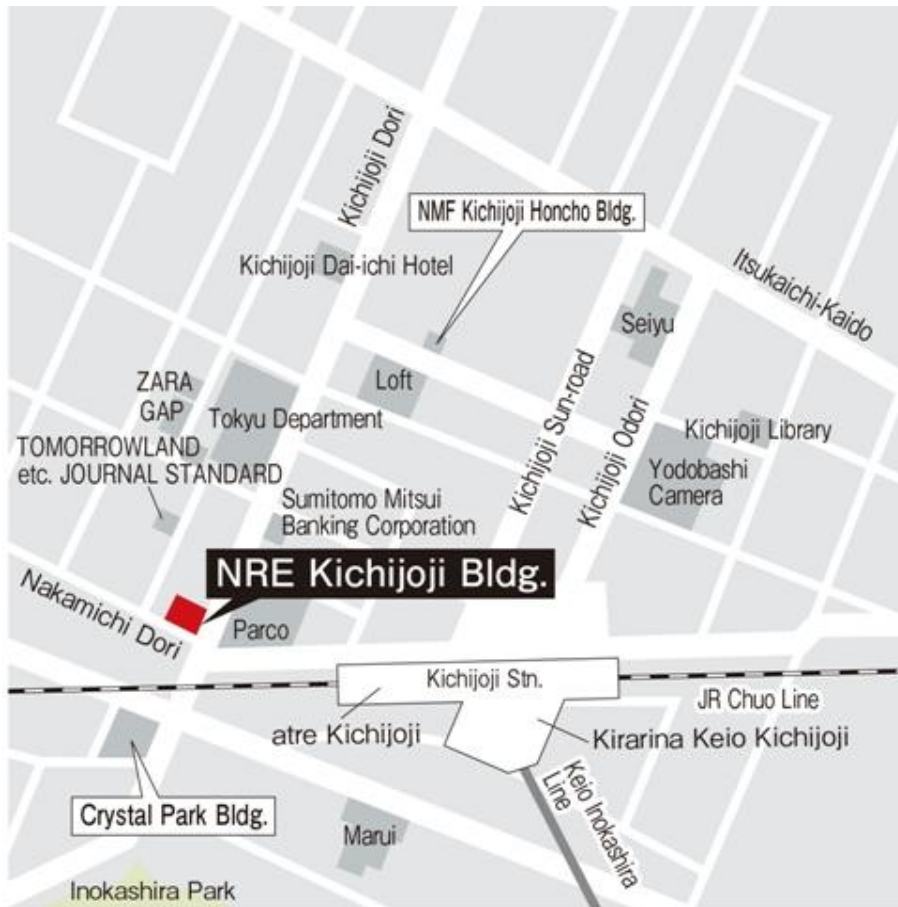 Kichijoji Dori
NMF Kichijoji Honcho Bldg.
Kichijoji Dai-ichi Hotel
Itsukaichi-Kaido
Seiyu
ZARA
GAP
Loft
Tokyu Department
Kichijoji Sun-road
Kichijoji Odori
Kichijoji Library
TOMORROWLAND
etc. JOURNAL STANDARD
Yodobashi
Camera
Sumitomo Mitsui
Banking Corporation
NRE Kichijoji Bldg.
Nakamichi Dori
Parco
Kichijoji Stn.
JR Chuo Line
atre Kichijoji
Kirarina Keio Kichijoji
Keio Inokashira
Line
Crystal Park Bldg.
Marui
Inokashira Park